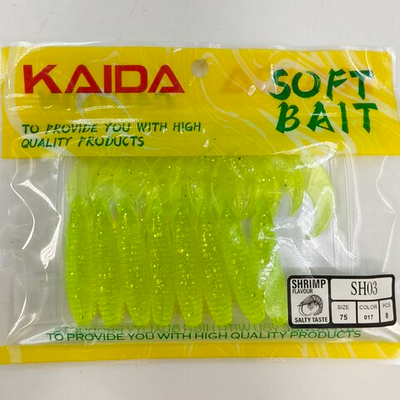 KAIDA
SOFT
BAIT
TO PROVIDE YOU WITH HIGH
QUALITY PRODUCTS
SHRIMP
FLAVOUR
SALTY TASTE
SH03
SIZE
75
COLOR
017
PCS
8
TO PROVIDE YOU WITH HIGH QUALITY PRODUCTS